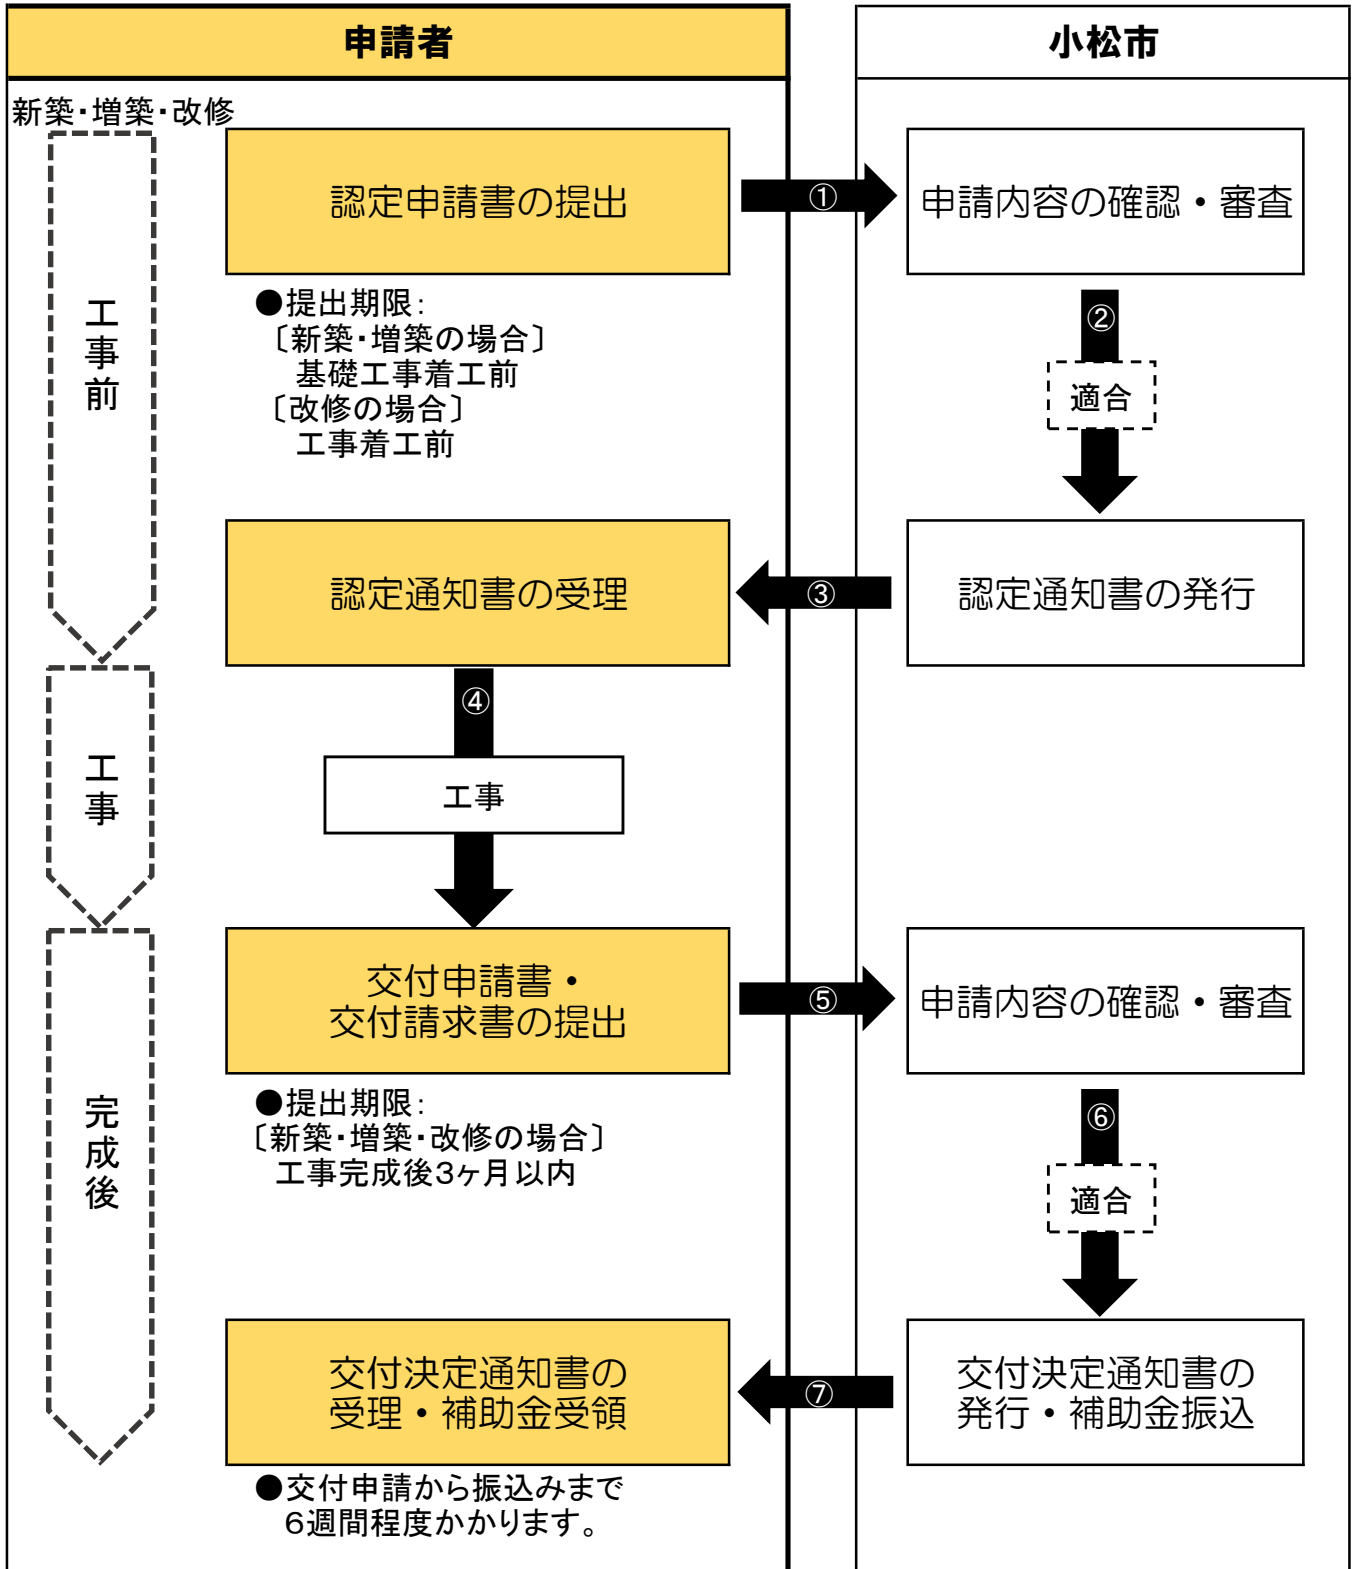 申請者
小松市
新築・増築・改修
認定申請書の提出
①
申請内容の確認・審査
●提出期限：
〔新築・増築の場合〕
基礎工事着工前
〔改修の場合〕
工事着工前
工事前
②
適合
認定通知書の受理
③
認定通知書の発行
④
工事
工事
交付申請書・
交付請求書の提出
⑤
申請内容の確認・審査
●提出期限：
〔新築・増築・改修の場合〕
工事完成後3ヶ月以内
完成後
⑥
適合
交付決定通知書の
受理・補助金受領
⑦
交付決定通知書の
発行・補助金振込
●交付申請から振込みまで
6週間程度かかります。